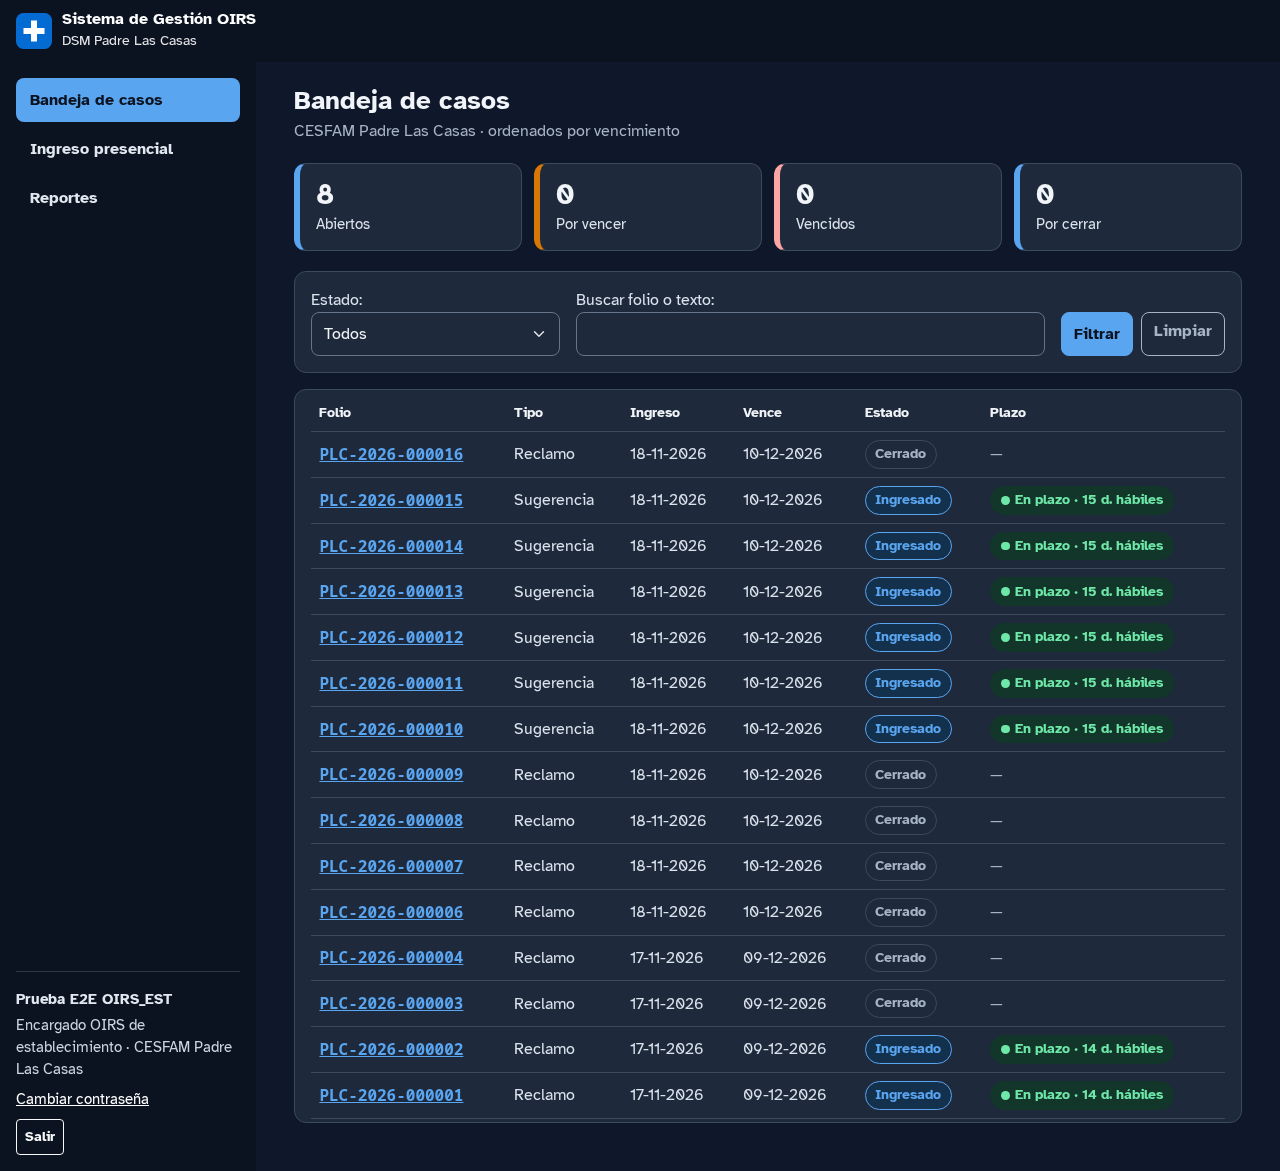 Sistema de Gestión OIRS
DSM Padre Las Casas
Bandeja de casos
Ingreso presencial
Reportes
Bandeja de casos
CESFAM Padre Las Casas · ordenados por vencimiento
8
Abiertos
0
Por vencer
0
Vencidos
0
Por cerrar
Estado:
Todos
Buscar folio o texto:
Filtrar
Limpiar
Folio Tipo Ingreso Vence Estado Plazo
PLC-2026-000016 Reclamo 18-11-2026 10-12-2026 Cerrado —
PLC-2026-000015 Sugerencia 18-11-2026 10-12-2026 Ingresado En plazo · 15 d. hábiles
PLC-2026-000014 Sugerencia 18-11-2026 10-12-2026 Ingresado En plazo · 15 d. hábiles
PLC-2026-000013 Sugerencia 18-11-2026 10-12-2026 Ingresado En plazo · 15 d. hábiles
PLC-2026-000012 Sugerencia 18-11-2026 10-12-2026 Ingresado En plazo · 15 d. hábiles
PLC-2026-000011 Sugerencia 18-11-2026 10-12-2026 Ingresado En plazo · 15 d. hábiles
PLC-2026-000010 Sugerencia 18-11-2026 10-12-2026 Ingresado En plazo · 15 d. hábiles
PLC-2026-000009 Reclamo 18-11-2026 10-12-2026 Cerrado —
PLC-2026-000008 Reclamo 18-11-2026 10-12-2026 Cerrado —
PLC-2026-000007 Reclamo 18-11-2026 10-12-2026 Cerrado —
PLC-2026-000006 Reclamo 18-11-2026 10-12-2026 Cerrado —
PLC-2026-000004 Reclamo 17-11-2026 09-12-2026 Cerrado —
PLC-2026-000003 Reclamo 17-11-2026 09-12-2026 Cerrado —
PLC-2026-000002 Reclamo 17-11-2026 09-12-2026 Ingresado En plazo · 14 d. hábiles
PLC-2026-000001 Reclamo 17-11-2026 09-12-2026 Ingresado En plazo · 14 d. hábiles
Prueba E2E OIRS_EST
Encargado OIRS de
establecimiento · CESFAM Padre
Las Casas
Cambiar contraseña
Salir